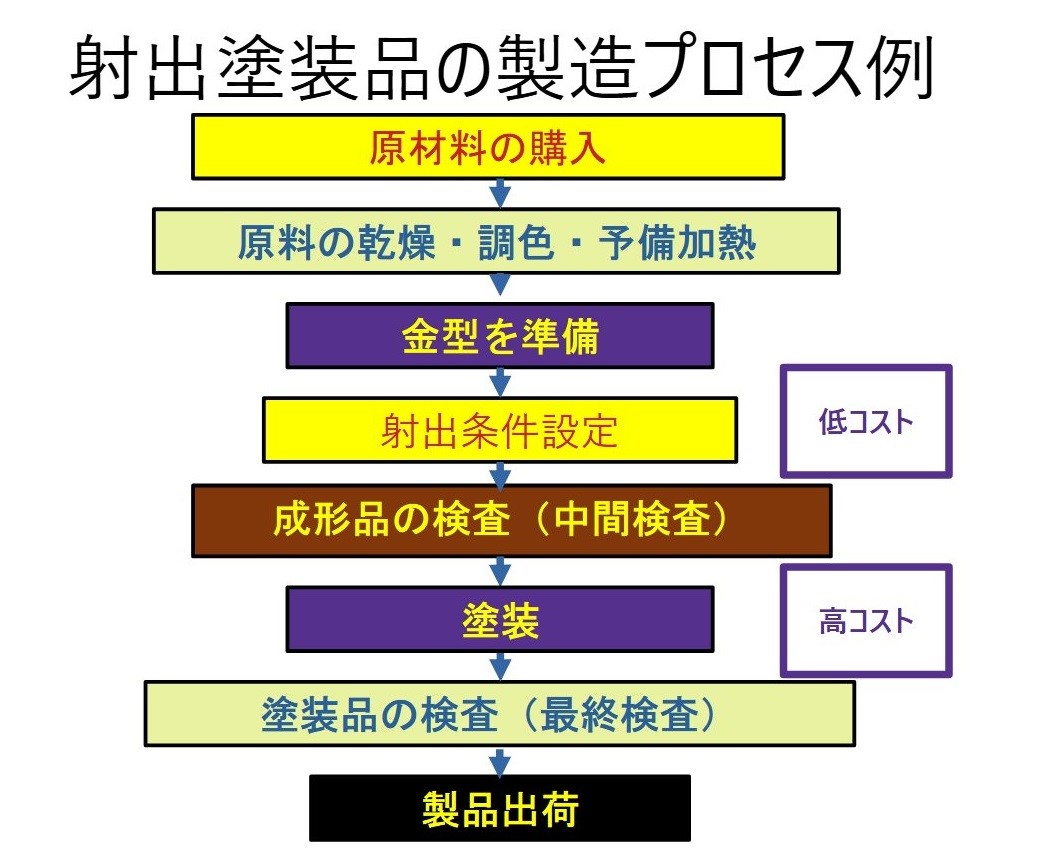 射出塗装品の製造プロセス例
原材料の購入
原料の乾燥・調色・予備加熱
金型を準備
射出条件設定
低コスト
成形品の検査（中間検査）
塗装
高コスト
塗装品の検査（最終検査）
製品出荷